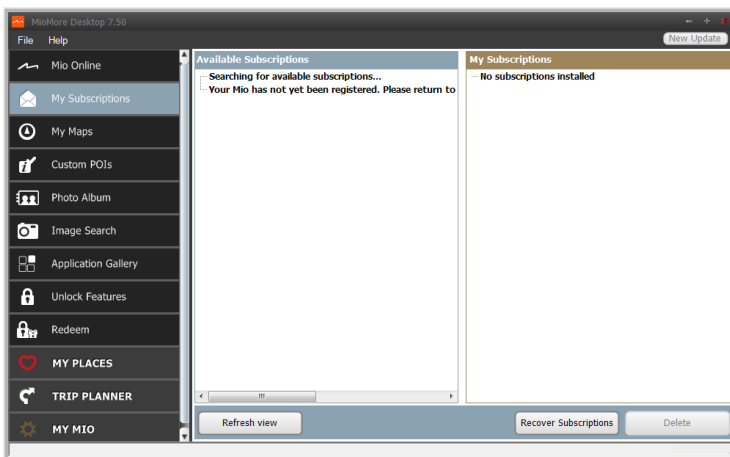 MioMore Desktop 7.50
File Help
New Update
Mio Online
My Subscriptions
My Maps
Custom POIs
Photo Album
Image Search
Application Gallery
Unlock Features
Redeem
MY PLACES
TRIP PLANNER
MY MIO
Available Subscriptions
Searching for available subscriptions...
Your Mio has not yet been registered. Please return to
My Subscriptions
No subscriptions installed
Refresh view
Recover Subscriptions
Delete